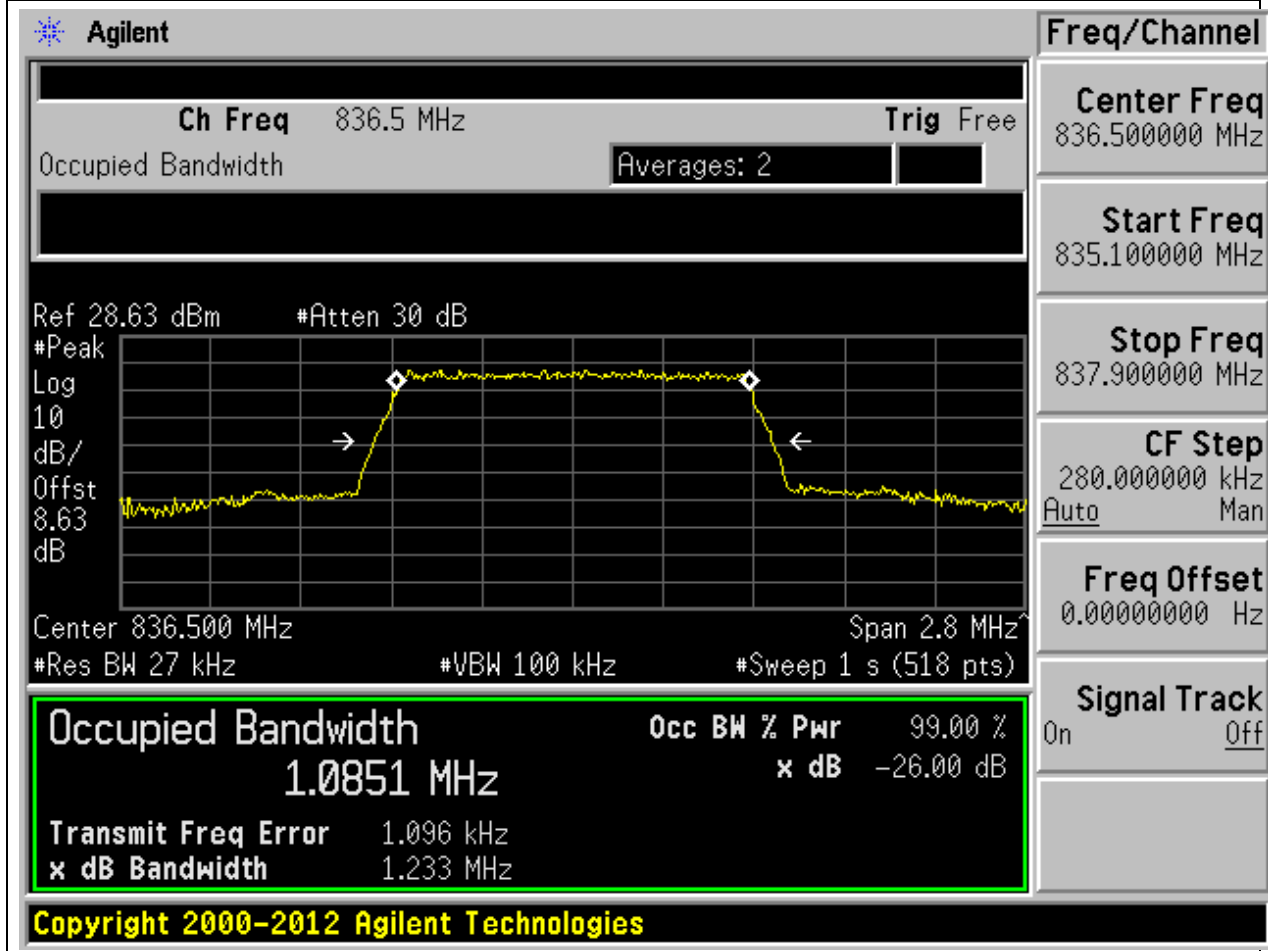 Agilent
Freq/Channel
Ch Freq 836.5 MHz Trig Free
Occupied Bandwidth Averages: 2
Center Freq
836.500000 MHz
Start Freq
835.100000 MHz
Stop Freq
837.900000 MHz
CF Step
280.000000 kHz
Auto Man
Freq Offset
0.00000000 Hz
Signal Track
On Off
Ref 28.63 dBm #Atten 30 dB
#Peak
Log
10
dB/
Offst
8.63
dB
Center 836.500 MHz Span 2.8 MHz^
#Res BW 27 kHz #VBW 100 kHz #Sweep 1 s (518 pts)
Occupied Bandwidth Occ BW % Pwr 99.00 %
1.0851 MHz x dB -26.00 dB
Transmit Freq Error 1.096 kHz
x dB Bandwidth 1.233 MHz
Copyright 2000-2012 Agilent Technologies